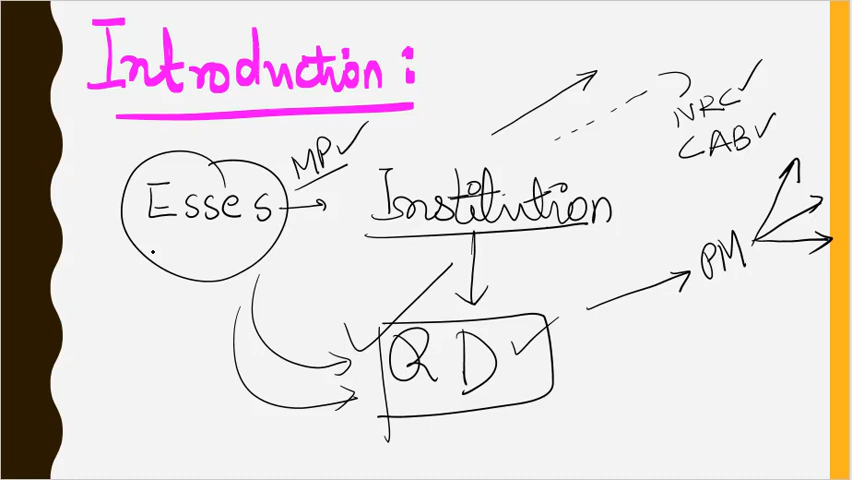 Introduction :
NRC
CAB
MP
Esses
Institution
PM
QD